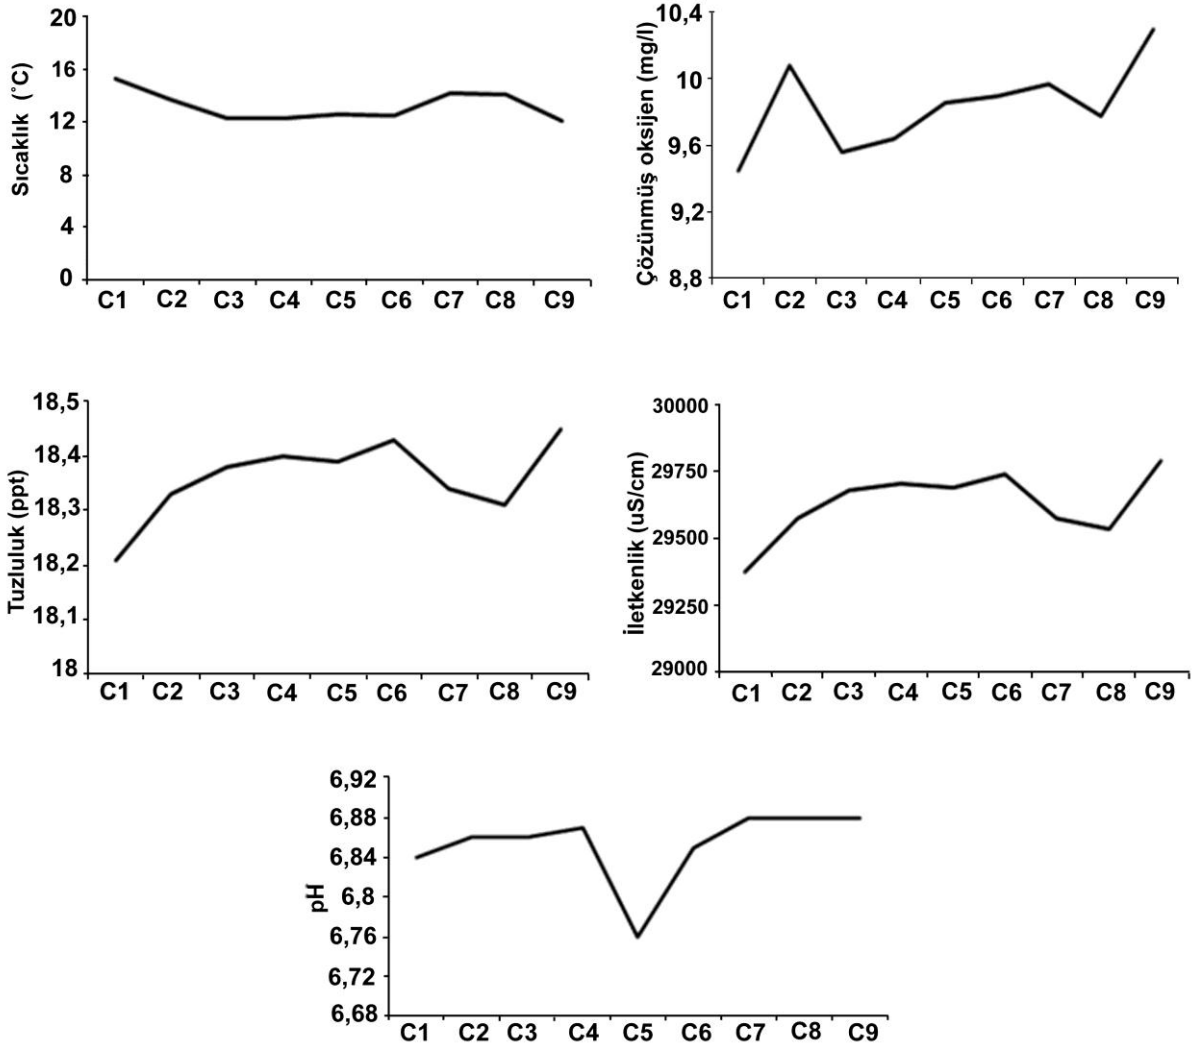 Sıcaklık (˚C)
20
16
12
8
4
0
C1 C2 C3 C4 C5 C6 C7 C8 C9
Çözünmüş oksijen (mg/l)
10,4
10
9,6
9,2
8,8
C1 C2 C3 C4 C5 C6 C7 C8 C9
Tuzluluk (ppt)
18,5
18,4
18,3
18,2
18,1
18
C1 C2 C3 C4 C5 C6 C7 C8 C9
İletkenlik (uS/cm)
30000
29750
29500
29250
29000
C1 C2 C3 C4 C5 C6 C7 C8 C9
pH
6,92
6,88
6,84
6,8
6,76
6,72
6,68
C1 C2 C3 C4 C5 C6 C7 C8 C9